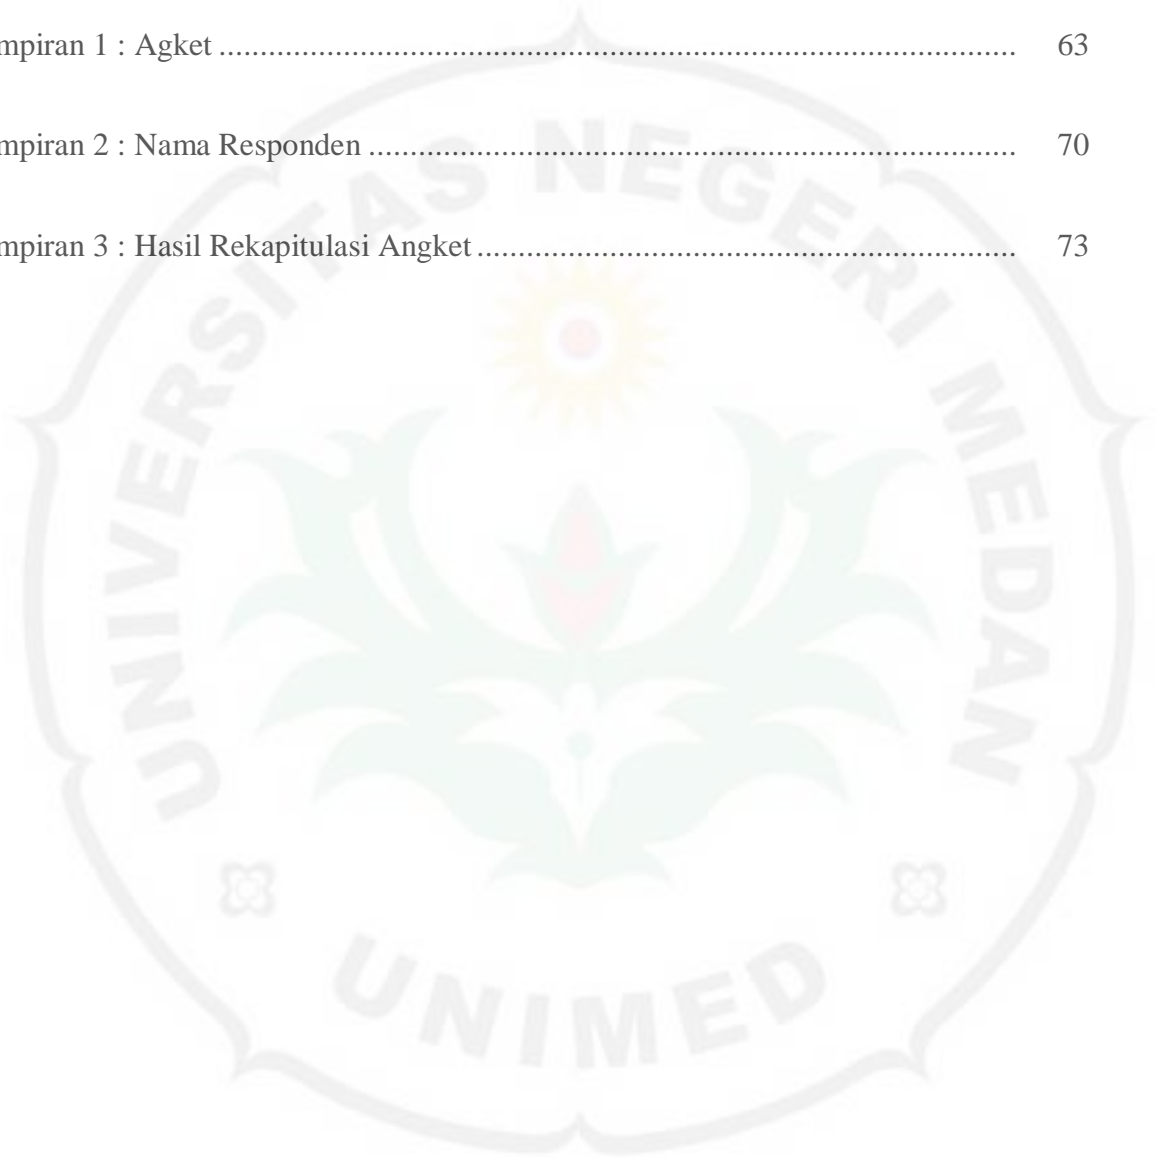 mpiran 1 : Agket ................................................................................................ 63
mpiran 2 : Nama Responden .............................................................................. 70
mpiran 3 : Hasil Rekapitulasi Angket ................................................................. 73
UNIVERSITAS NEGERI MEDAN
UNIMED